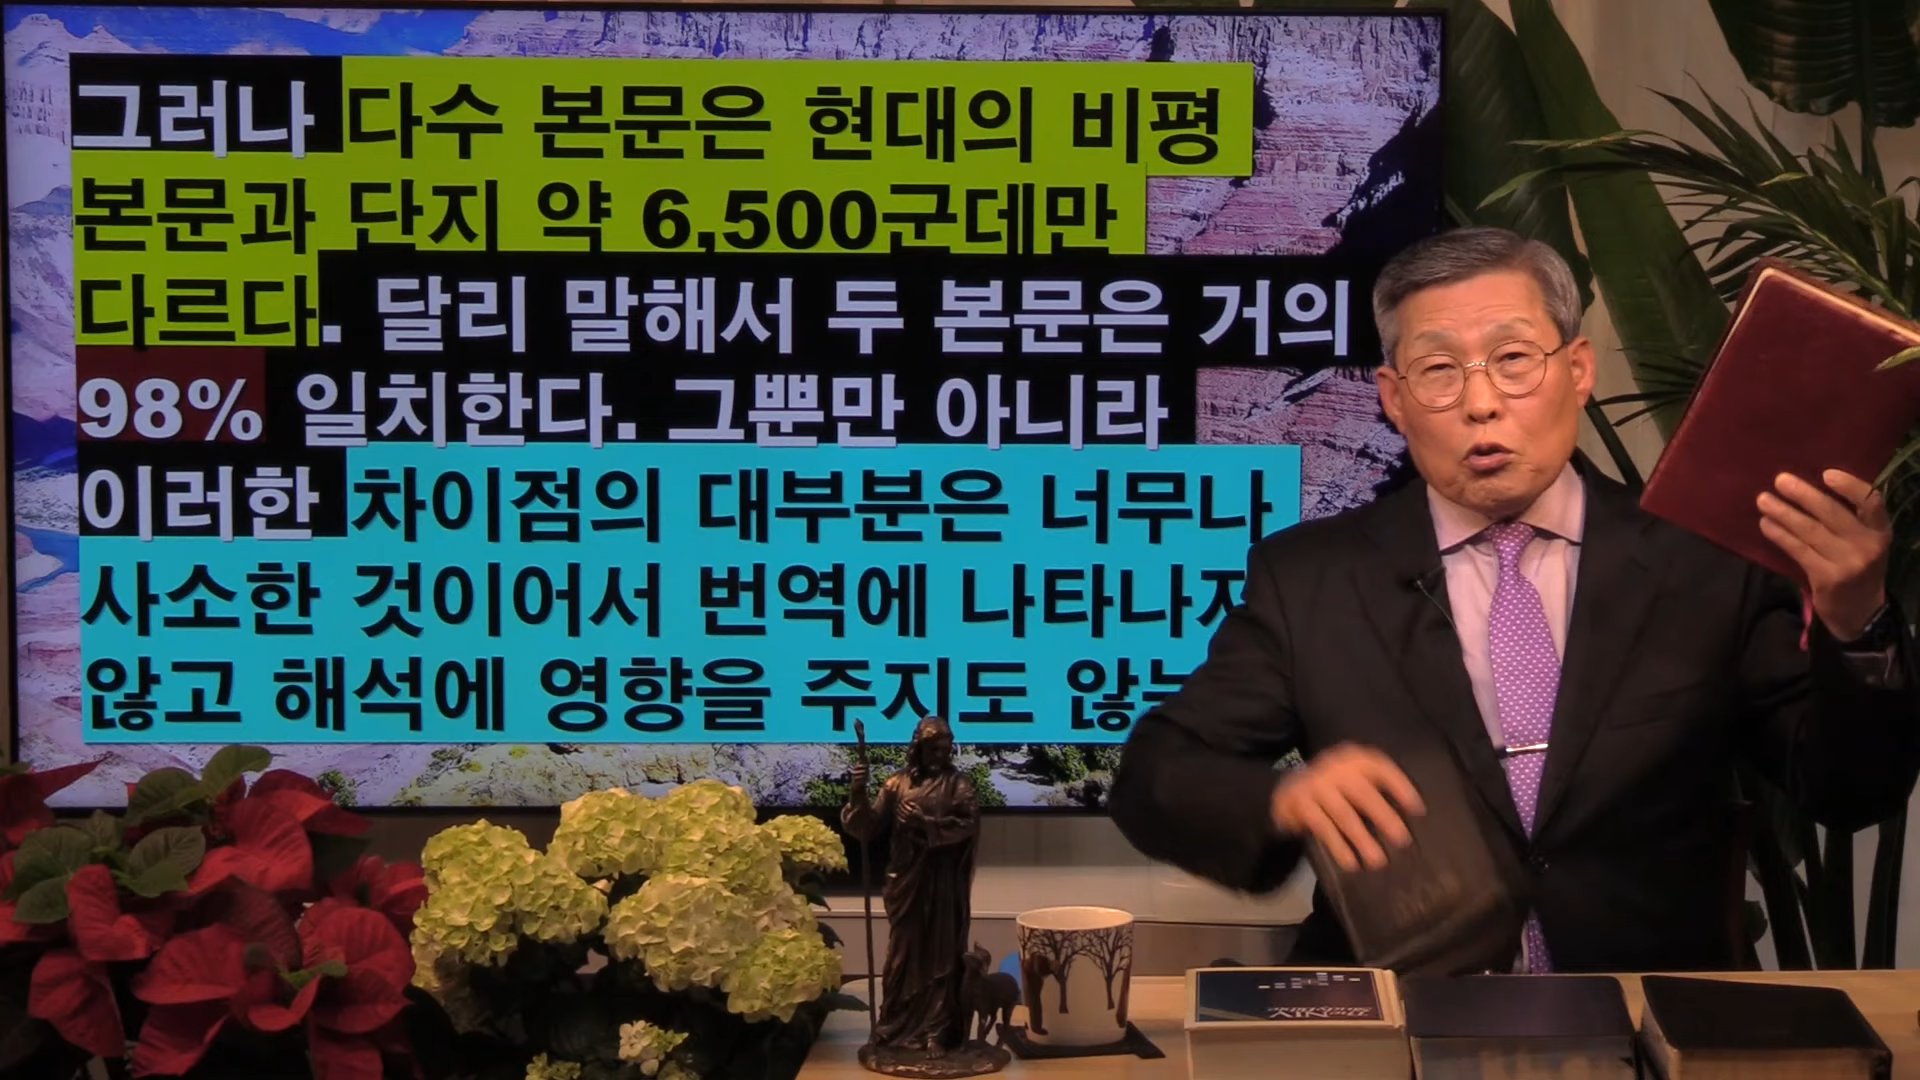 그러나 다수 본문은 현대의 비평
본문과 단지 약 6,500군데만
다르다. 달리 말해서 두 본문은 거의
98% 일치한다. 그뿐만 아니라
이러한 차이점의 대부분은 너무나
사소한 것이어서 번역에 나타나지
않고 해석에 영향을 주지도 않는
The NIV
Study Bible